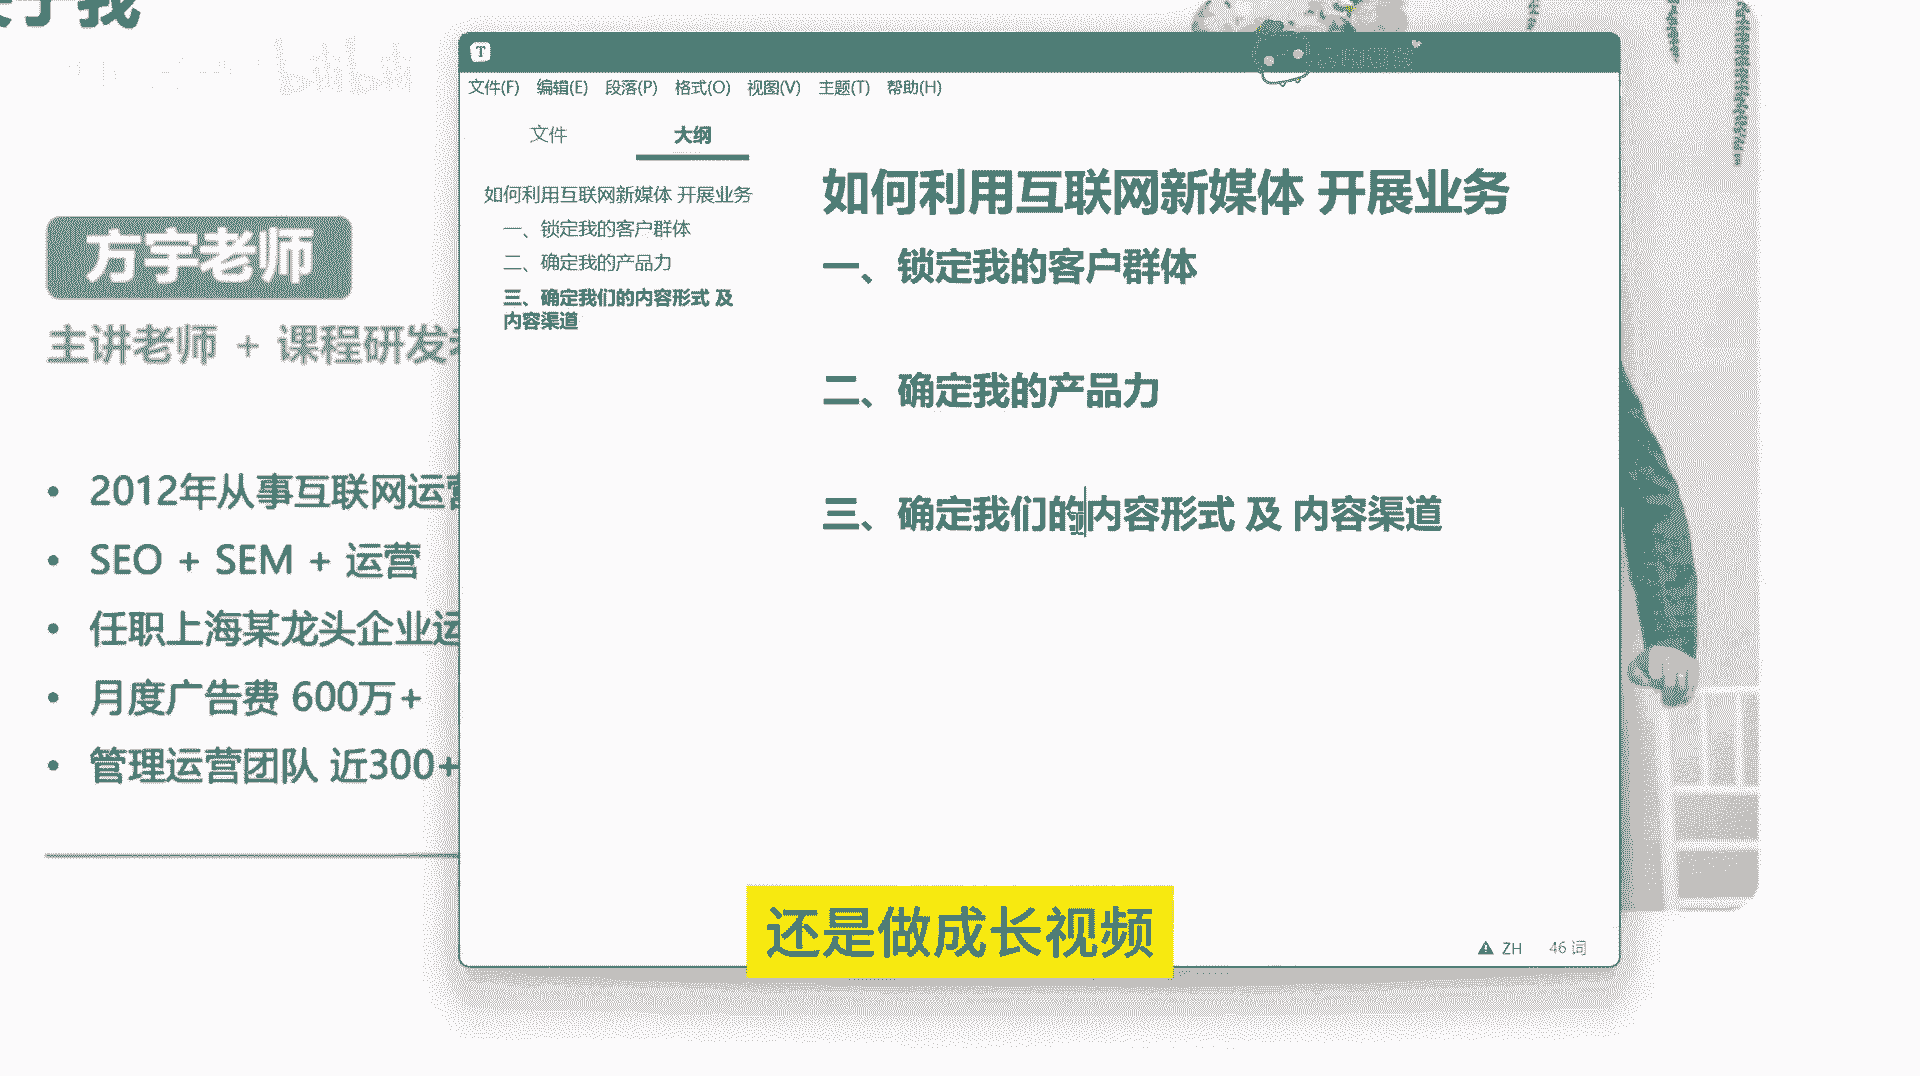 于我
bilibili
方宇老师
主讲老师 + 课程研发
2012年从事互联网运营
SEO + SEM + 运营
任职上海某龙头企业运
月度广告费 600万+
管理运营团队 近300+
T
文件(F) 编辑(E) 段落(P) 格式(O) 视图(V) 主题(T) 帮助(H)
文件 大纲
如何利用互联网新媒体 开展业务
一、锁定我的客户群体
二、确定我的产品力
三、确定我们的内容形式 及
内容渠道
如何利用互联网新媒体 开展业务
一、锁定我的客户群体
二、确定我的产品力
三、确定我们的内容形式 及 内容渠道
ZH 46 词
还是做成长视频